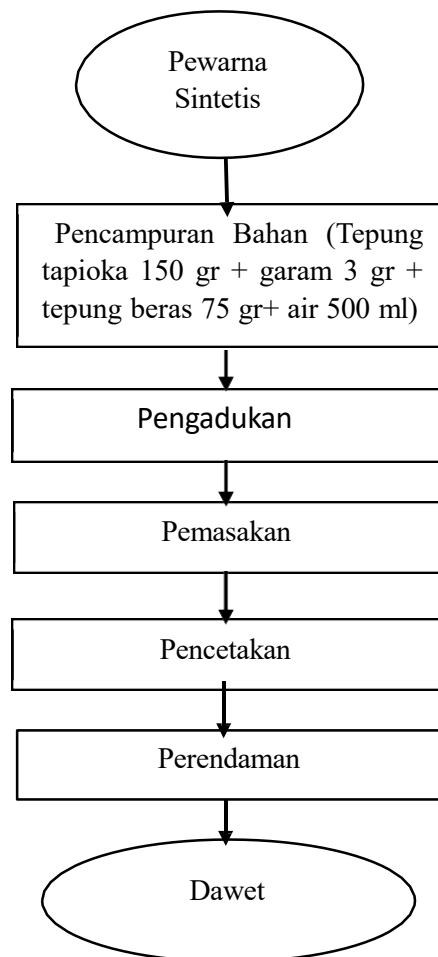 Pewarna
Sintetis
Pencampuran Bahan (Tepung
tapioka 150 gr + garam 3 gr +
tepung beras 75 gr+ air 500 ml)
Pengadukan
Pemasakan
Pencetakan
Perendaman
Dawet